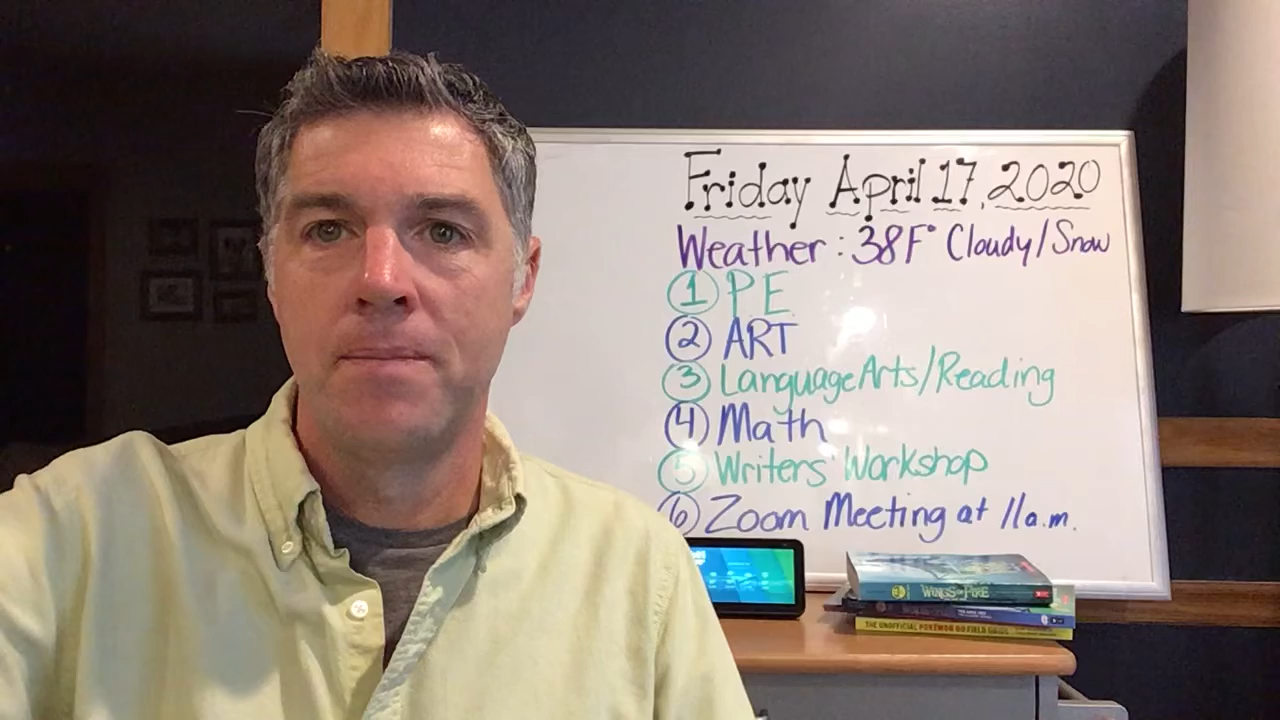 Friday April 17, 2020
Weather : 38F° Cloudy/Snow
1 P.E.
2 ART
3 Language Arts/Reading
4 Math
5 Writers' Workshop
6 Zoom Meeting at 11a.m.
WINGS OF FIRE
THE UNOFFICIAL POKÉMON GO FIELD GUIDE